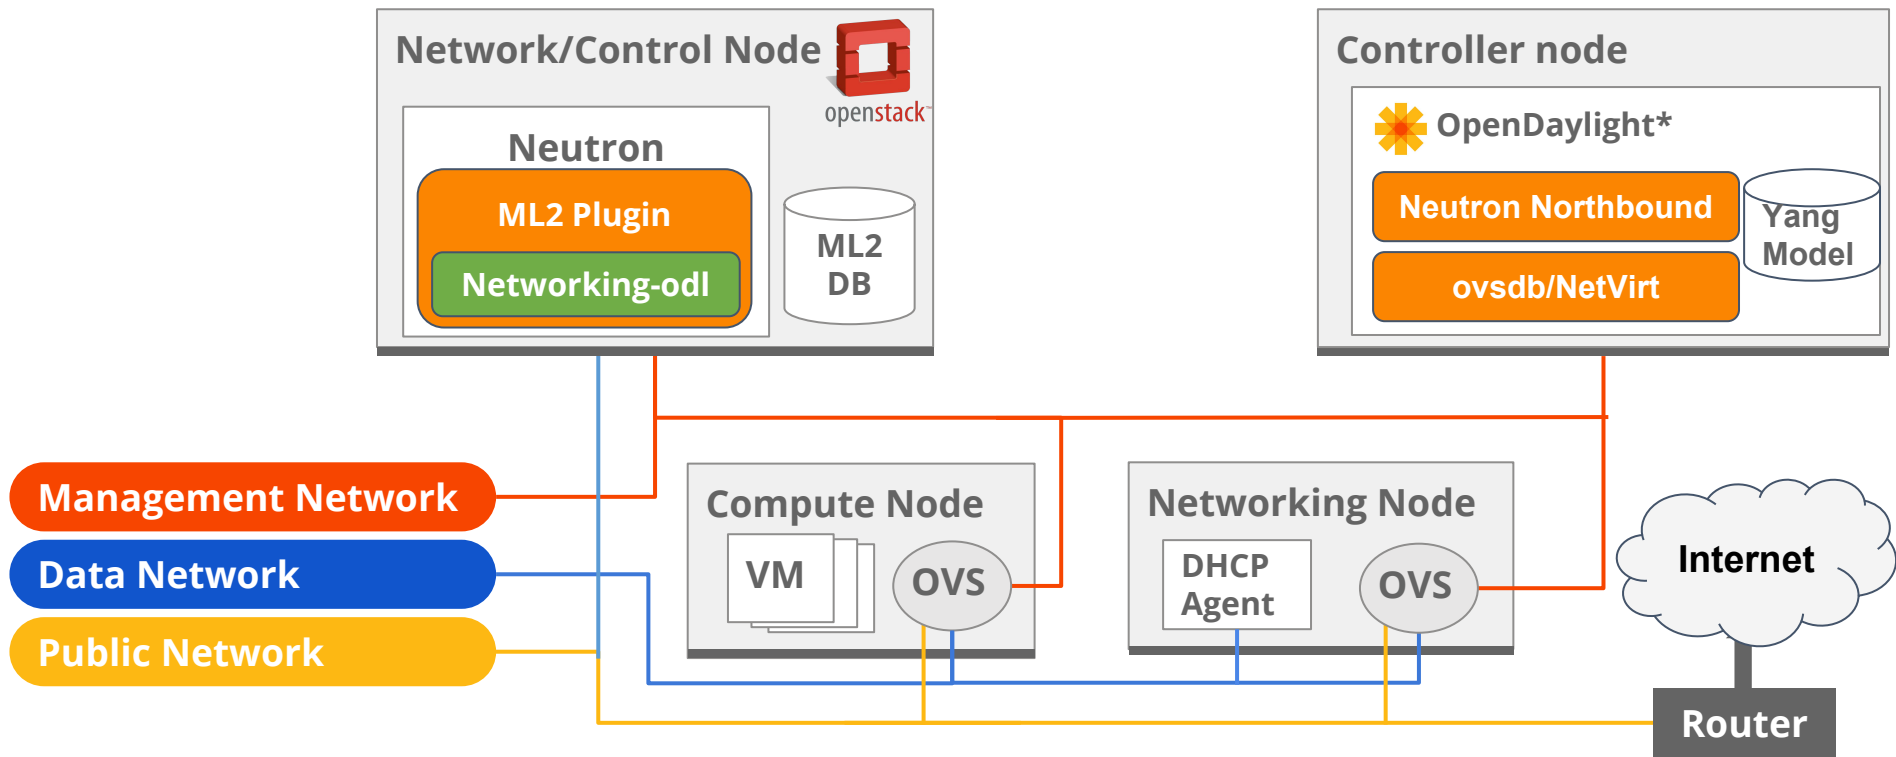 Network/Control Node
openstack™
Neutron
ML2 Plugin
Networking-odl
ML2
DB
Controller node
OpenDaylight*
Neutron Northbound
ovsdb/NetVirt
Yang
Model
Management Network
Data Network
Public Network
Compute Node
VM
OVS
Networking Node
DHCP
Agent
OVS
Internet
Router